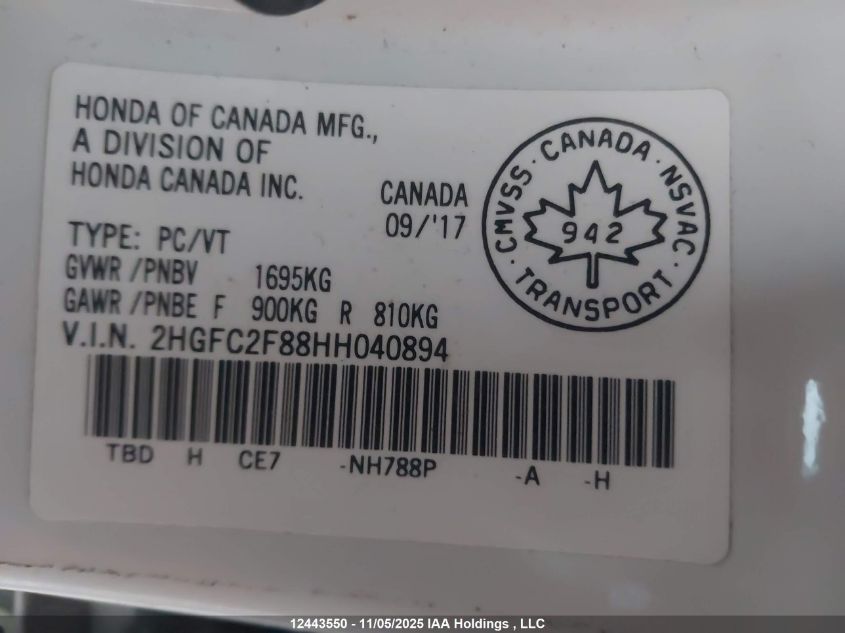 HONDA OF CANADA MFG.,
A DIVISION OF
HONDA CANADA INC.
CANADA
09/'17
TYPE: PC/VT
GVWR /PNBV 1695KG
GAWR /PNBE F 900KG R 810KG
V.I.N. 2HGFC2F88HH040894
TBD H CE7 -NH788P -A -H
CMVSS · CANADA · NSVAC ·
942
TRANSPORT ·
12443550 - 11/05/2025 IAA Holdings , LLC